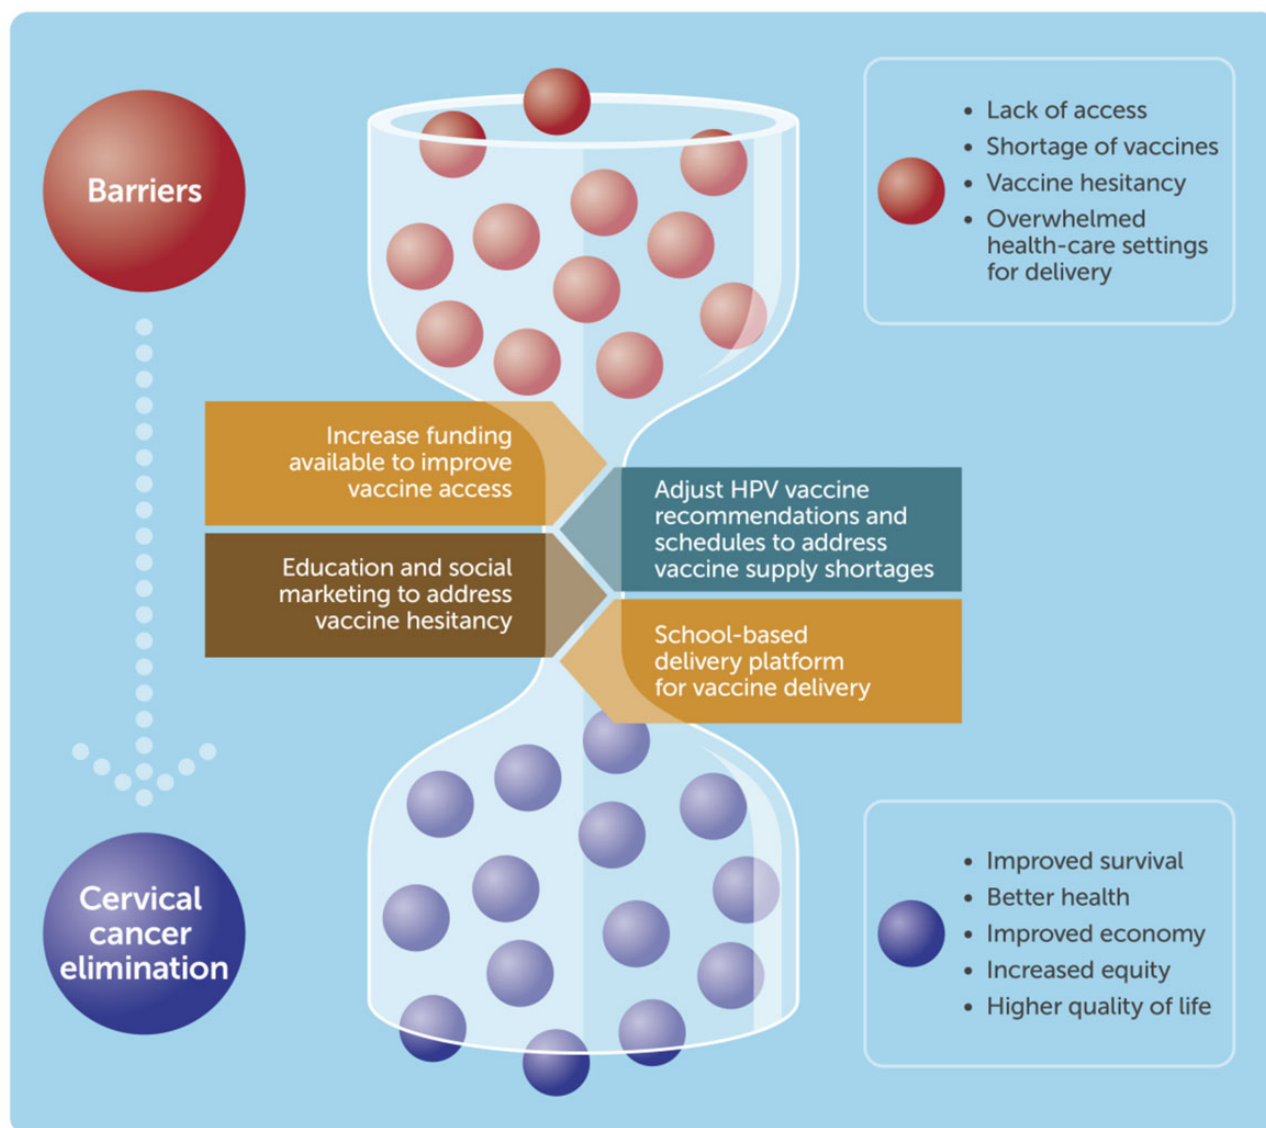 Barriers
• Lack of access
• Shortage of vaccines
• Vaccine hesitancy
• Overwhelmed
health-care settings
for delivery
Increase funding
available to improve
vaccine access
Adjust HPV vaccine
recommendations and
schedules to address
vaccine supply shortages
Education and social
marketing to address
vaccine hesitancy
School-based
delivery platform
for vaccine delivery
Cervical
cancer
elimination
• Improved survival
• Better health
• Improved economy
• Increased equity
• Higher quality of life